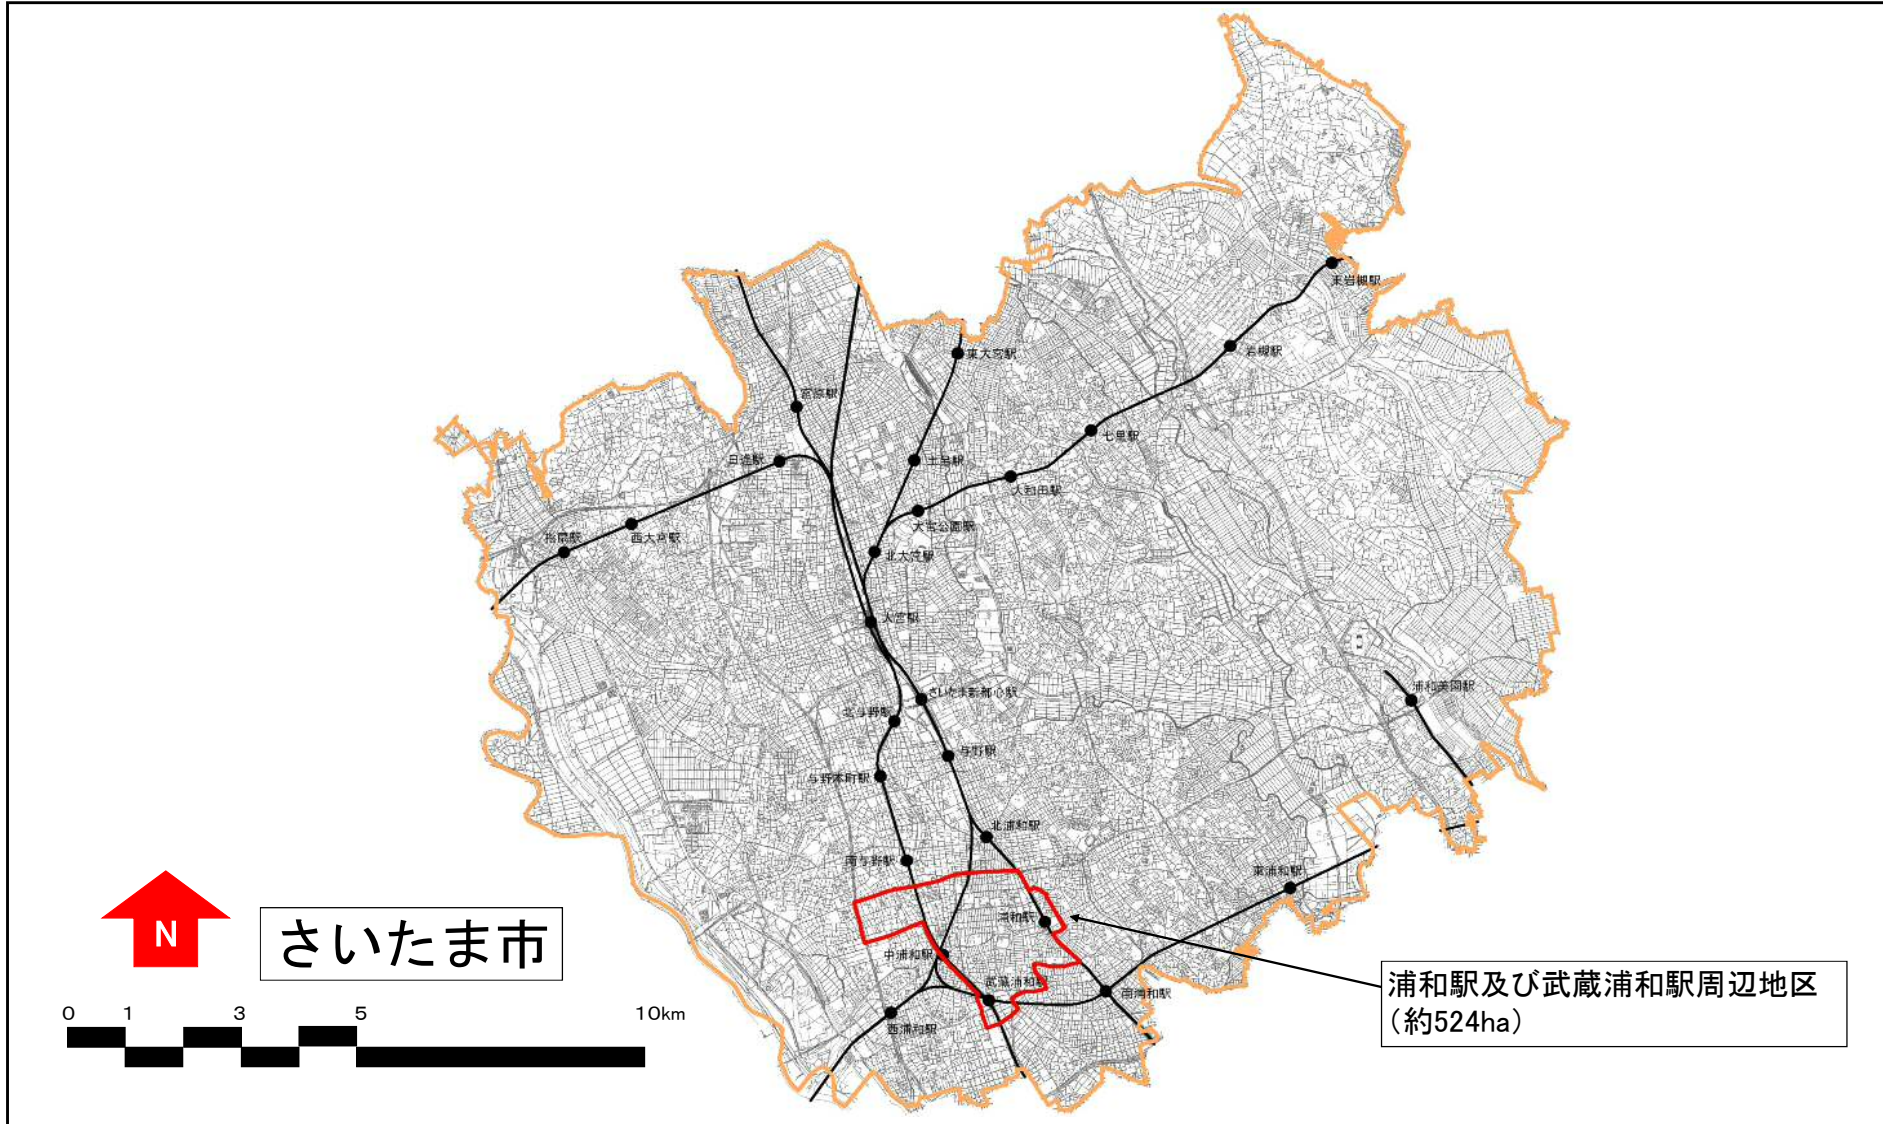 東岩槻駅
東大宮駅
岩槻駅
宮原駅
七里駅
日進駅
土呂駅
大和田駅
大宮公園駅
指扇駅
西大宮駅
北大宮駅
大宮駅
さいたま新都心駅
浦和美園駅
北与野駅
与野駅
与野本町駅
北浦和駅
南与野駅
東浦和駅
浦和駅
中浦和駅
武蔵浦和駅
南浦和駅
西浦和駅
N
さいたま市
0 1 3 5 10km
浦和駅及び武蔵浦和駅周辺地区
(約524ha)